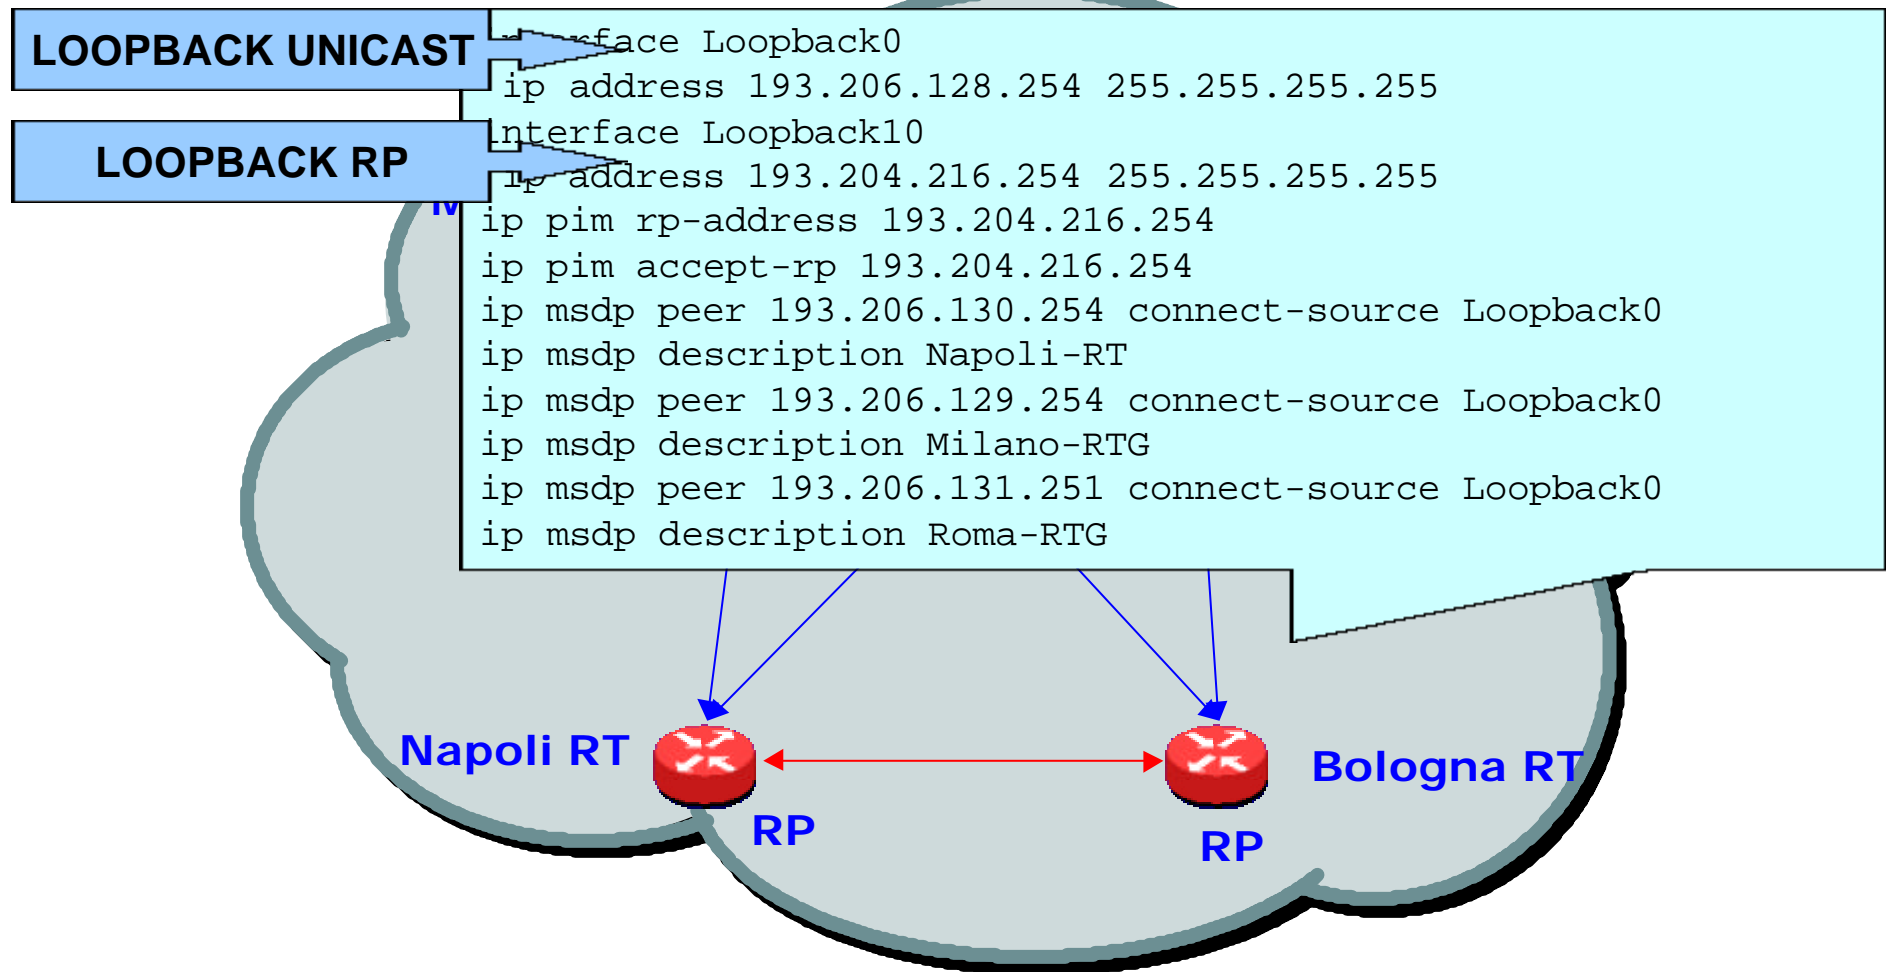 LOOPBACK UNICAST
interface Loopback0
ip address 193.206.128.254 255.255.255.255
LOOPBACK RP
interface Loopback10
ip address 193.204.216.254 255.255.255.255
ip pim rp-address 193.204.216.254
ip pim accept-rp 193.204.216.254
ip msdp peer 193.206.130.254 connect-source Loopback0
ip msdp description Napoli-RT
ip msdp peer 193.206.129.254 connect-source Loopback0
ip msdp description Milano-RTG
ip msdp peer 193.206.131.251 connect-source Loopback0
ip msdp description Roma-RTG
Napoli RT
Bologna RT
RP
RP